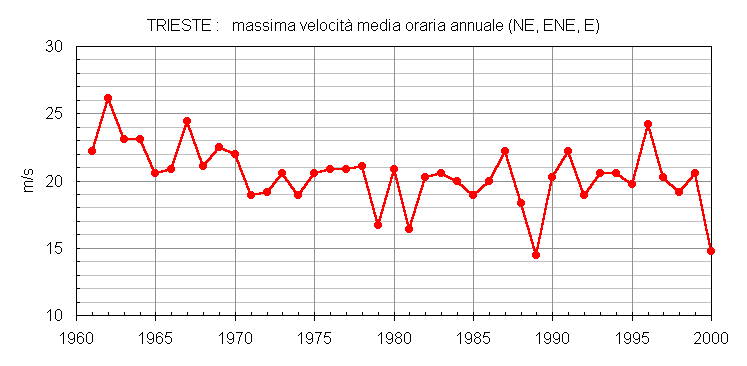 TRIESTE : massima velocità media oraria annuale (NE, ENE, E)
30
25
20
15
10
m/s
1960 1965 1970 1975 1980 1985 1990 1995 2000